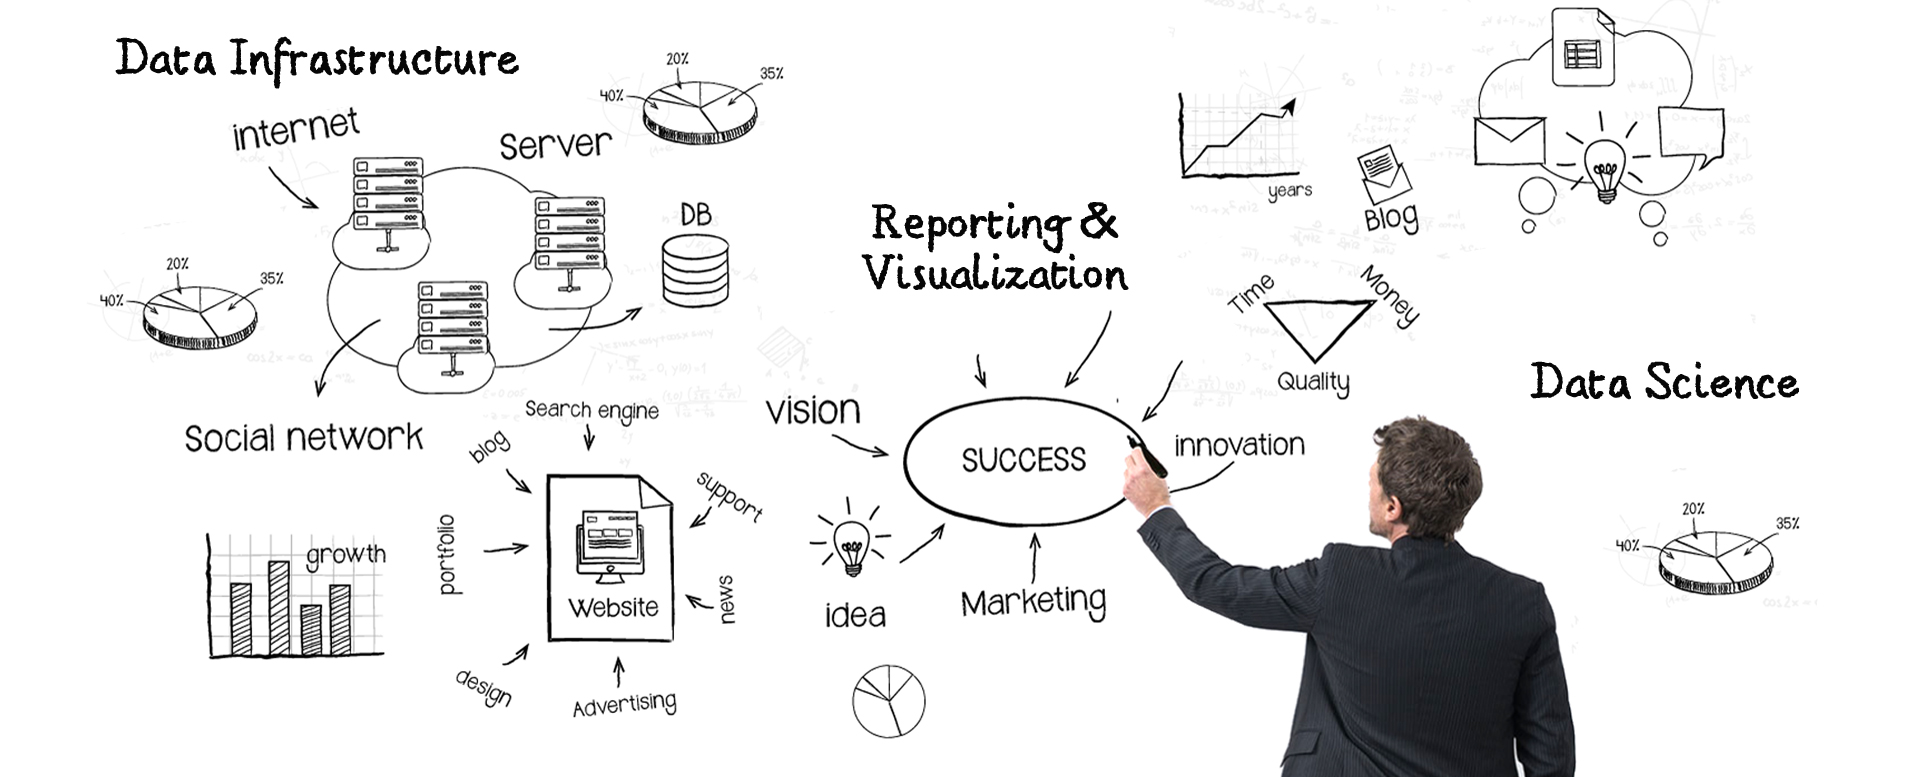 Data Infrastructure
20%
35%
40%
internet
Server
DB
20%
35%
40%
Social network
Search engine
blog
support
portfolio
Website
news
design
Advertising
growth
Reporting &
Visualization
vision
SUCCESS
innovation
idea
Marketing
years
Blog
Time
Money
Quality
Data Science
20%
35%
40%